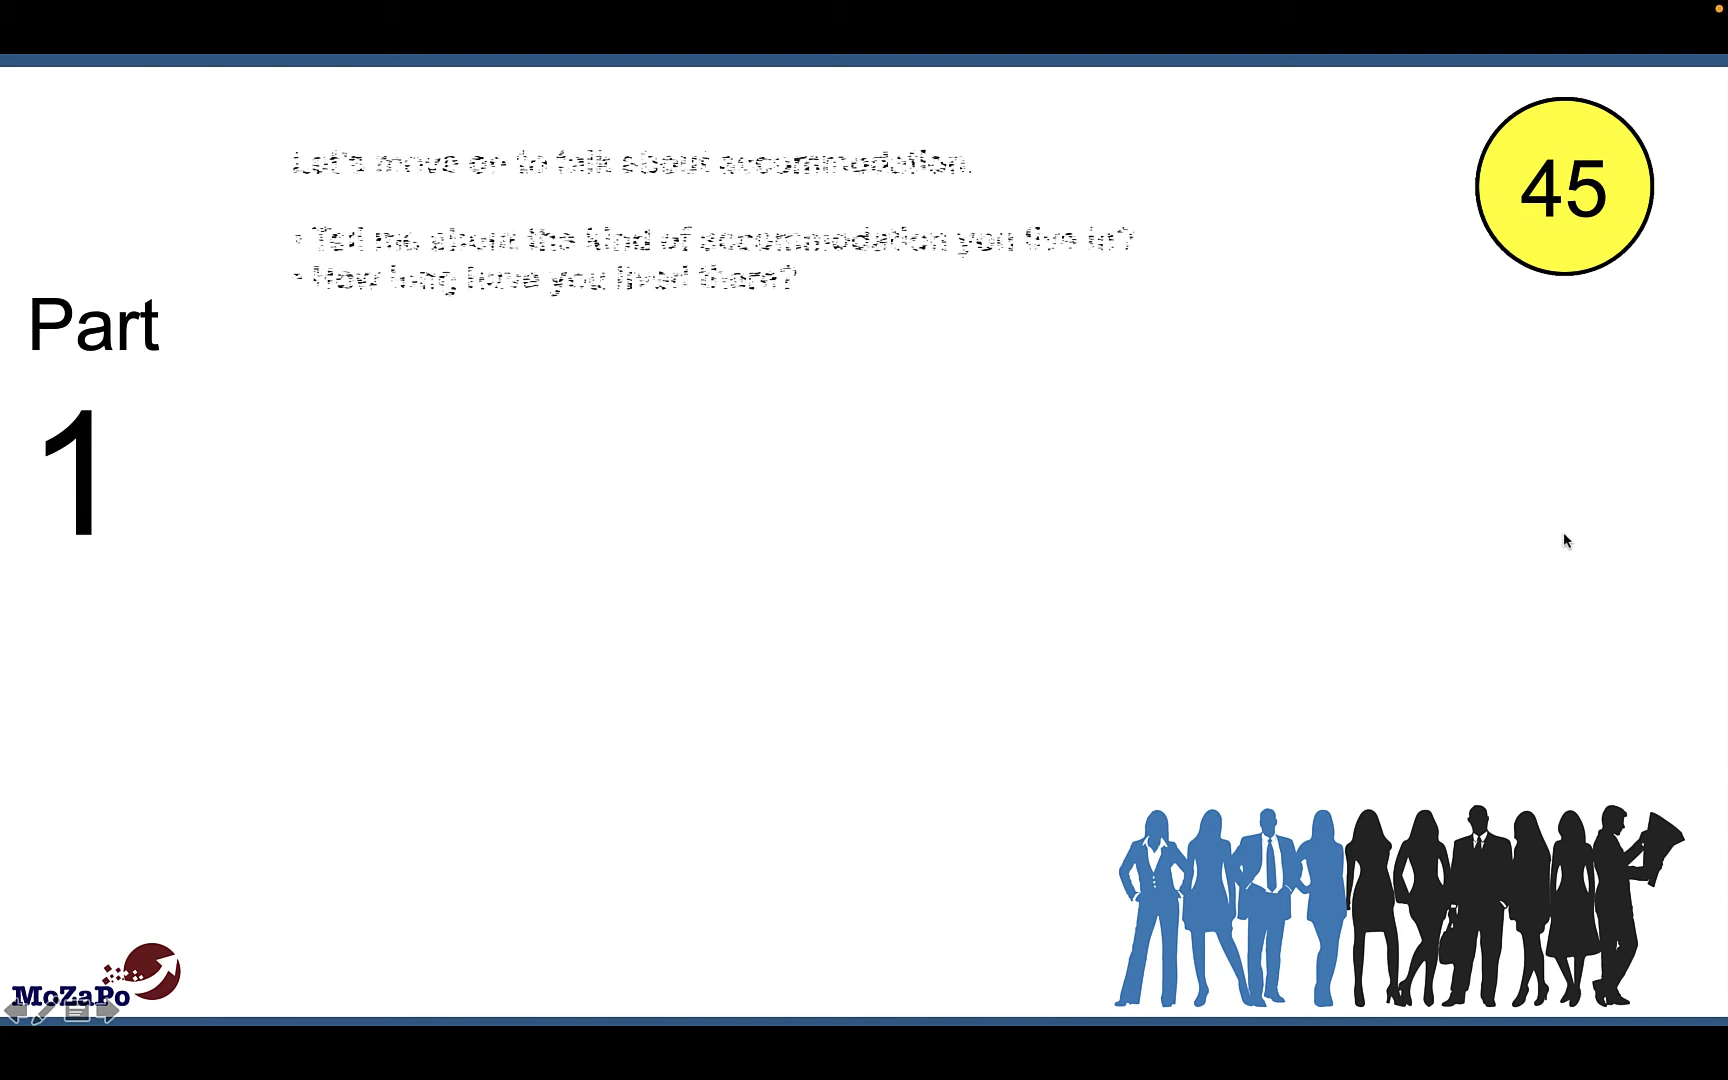 Let's move on to talk about accommodation.
• Tell me about the kind of accommodation you live in?
• How long have you lived there?
45
Part
1
McZaPo